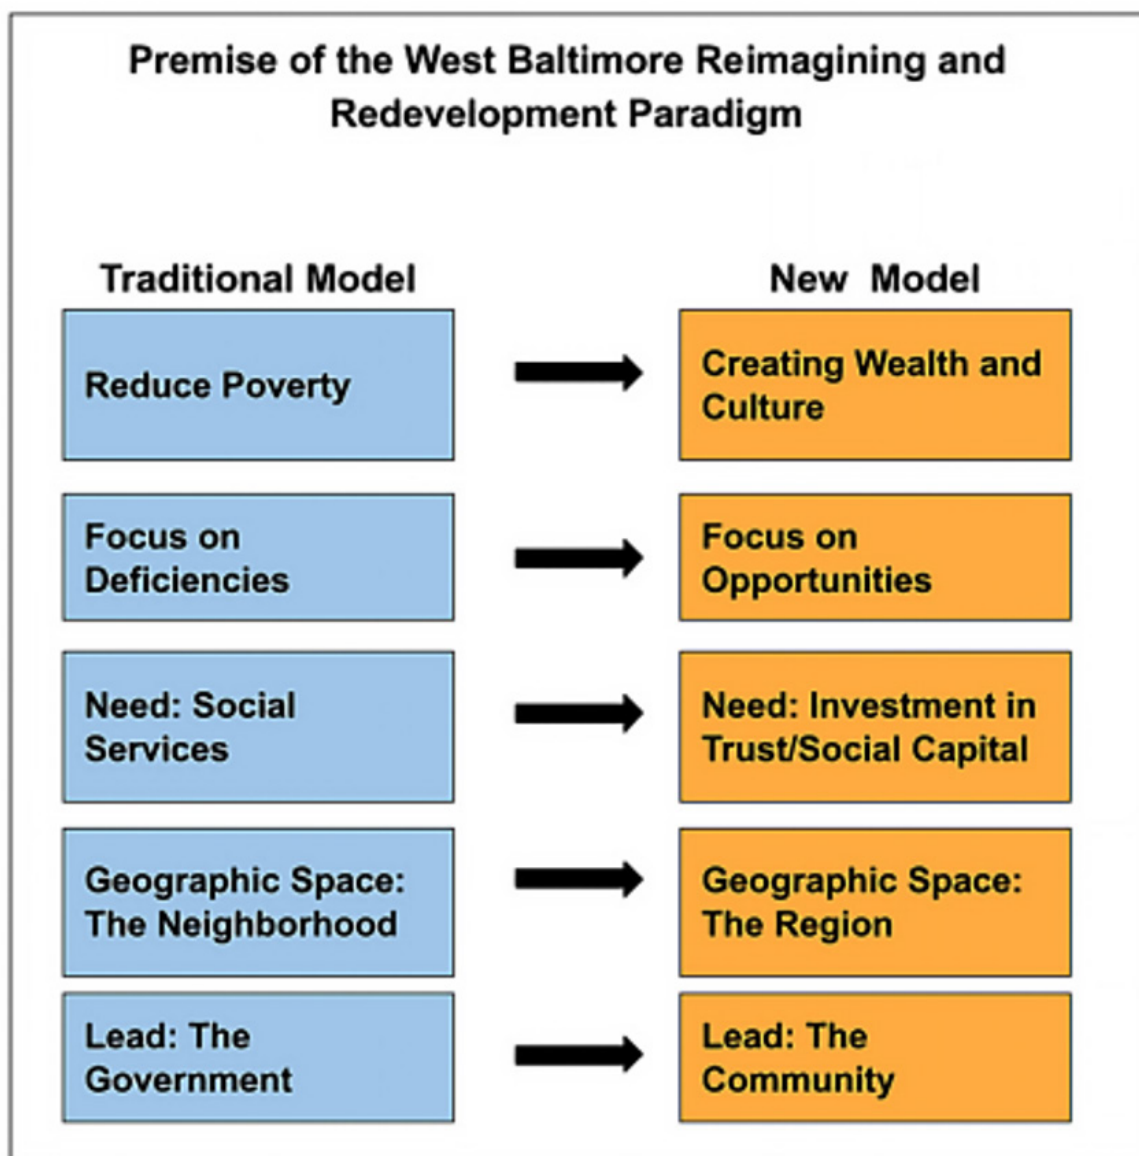 Premise of the West Baltimore Reimagining and
Redevelopment Paradigm
Traditional Model
New Model
Reduce Poverty
Creating Wealth and
Culture
Focus on
Deficiencies
Focus on
Opportunities
Need: Social
Services
Need: Investment in
Trust/Social Capital
Geographic Space:
The Neighborhood
Geographic Space:
The Region
Lead: The
Government
Lead: The
Community